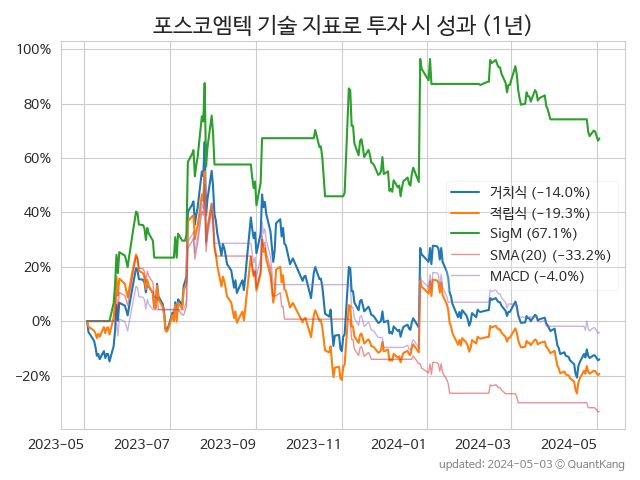 포스코엠텍 기술 지표로 투자 시 성과 (1년)
100%
80%
60%
40%
20%
0%
−20%
거치식 (−14.0%)
적립식 (−19.3%)
SigM (67.1%)
SMA(20) (−33.2%)
MACD (−4.0%)
2023−05
2023−07
2023−09
2023−11
2024−01
2024−03
2024−05
updated: 2024-05-03 ⓒ QuantKang